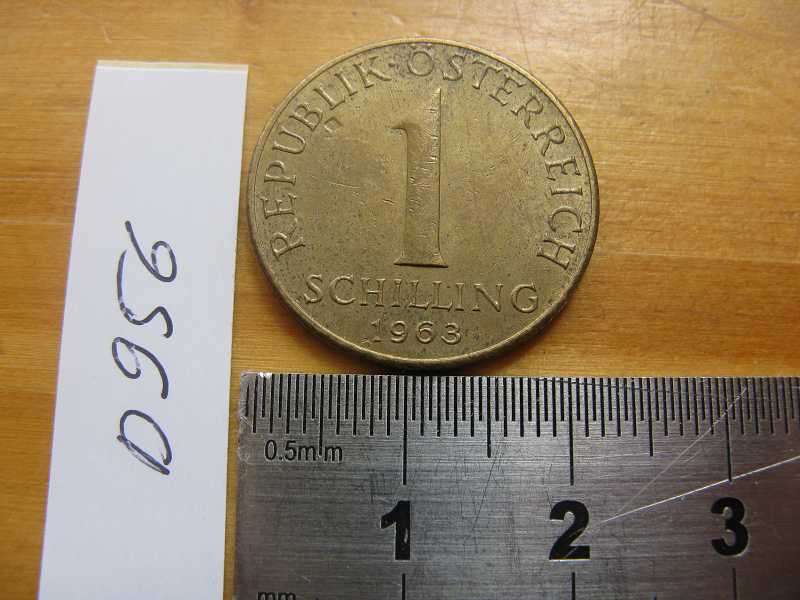 REPUBLIK·ÖSTERREICH
1
SCHILLING
1963
D956
0.5mm
1 2 3
mm